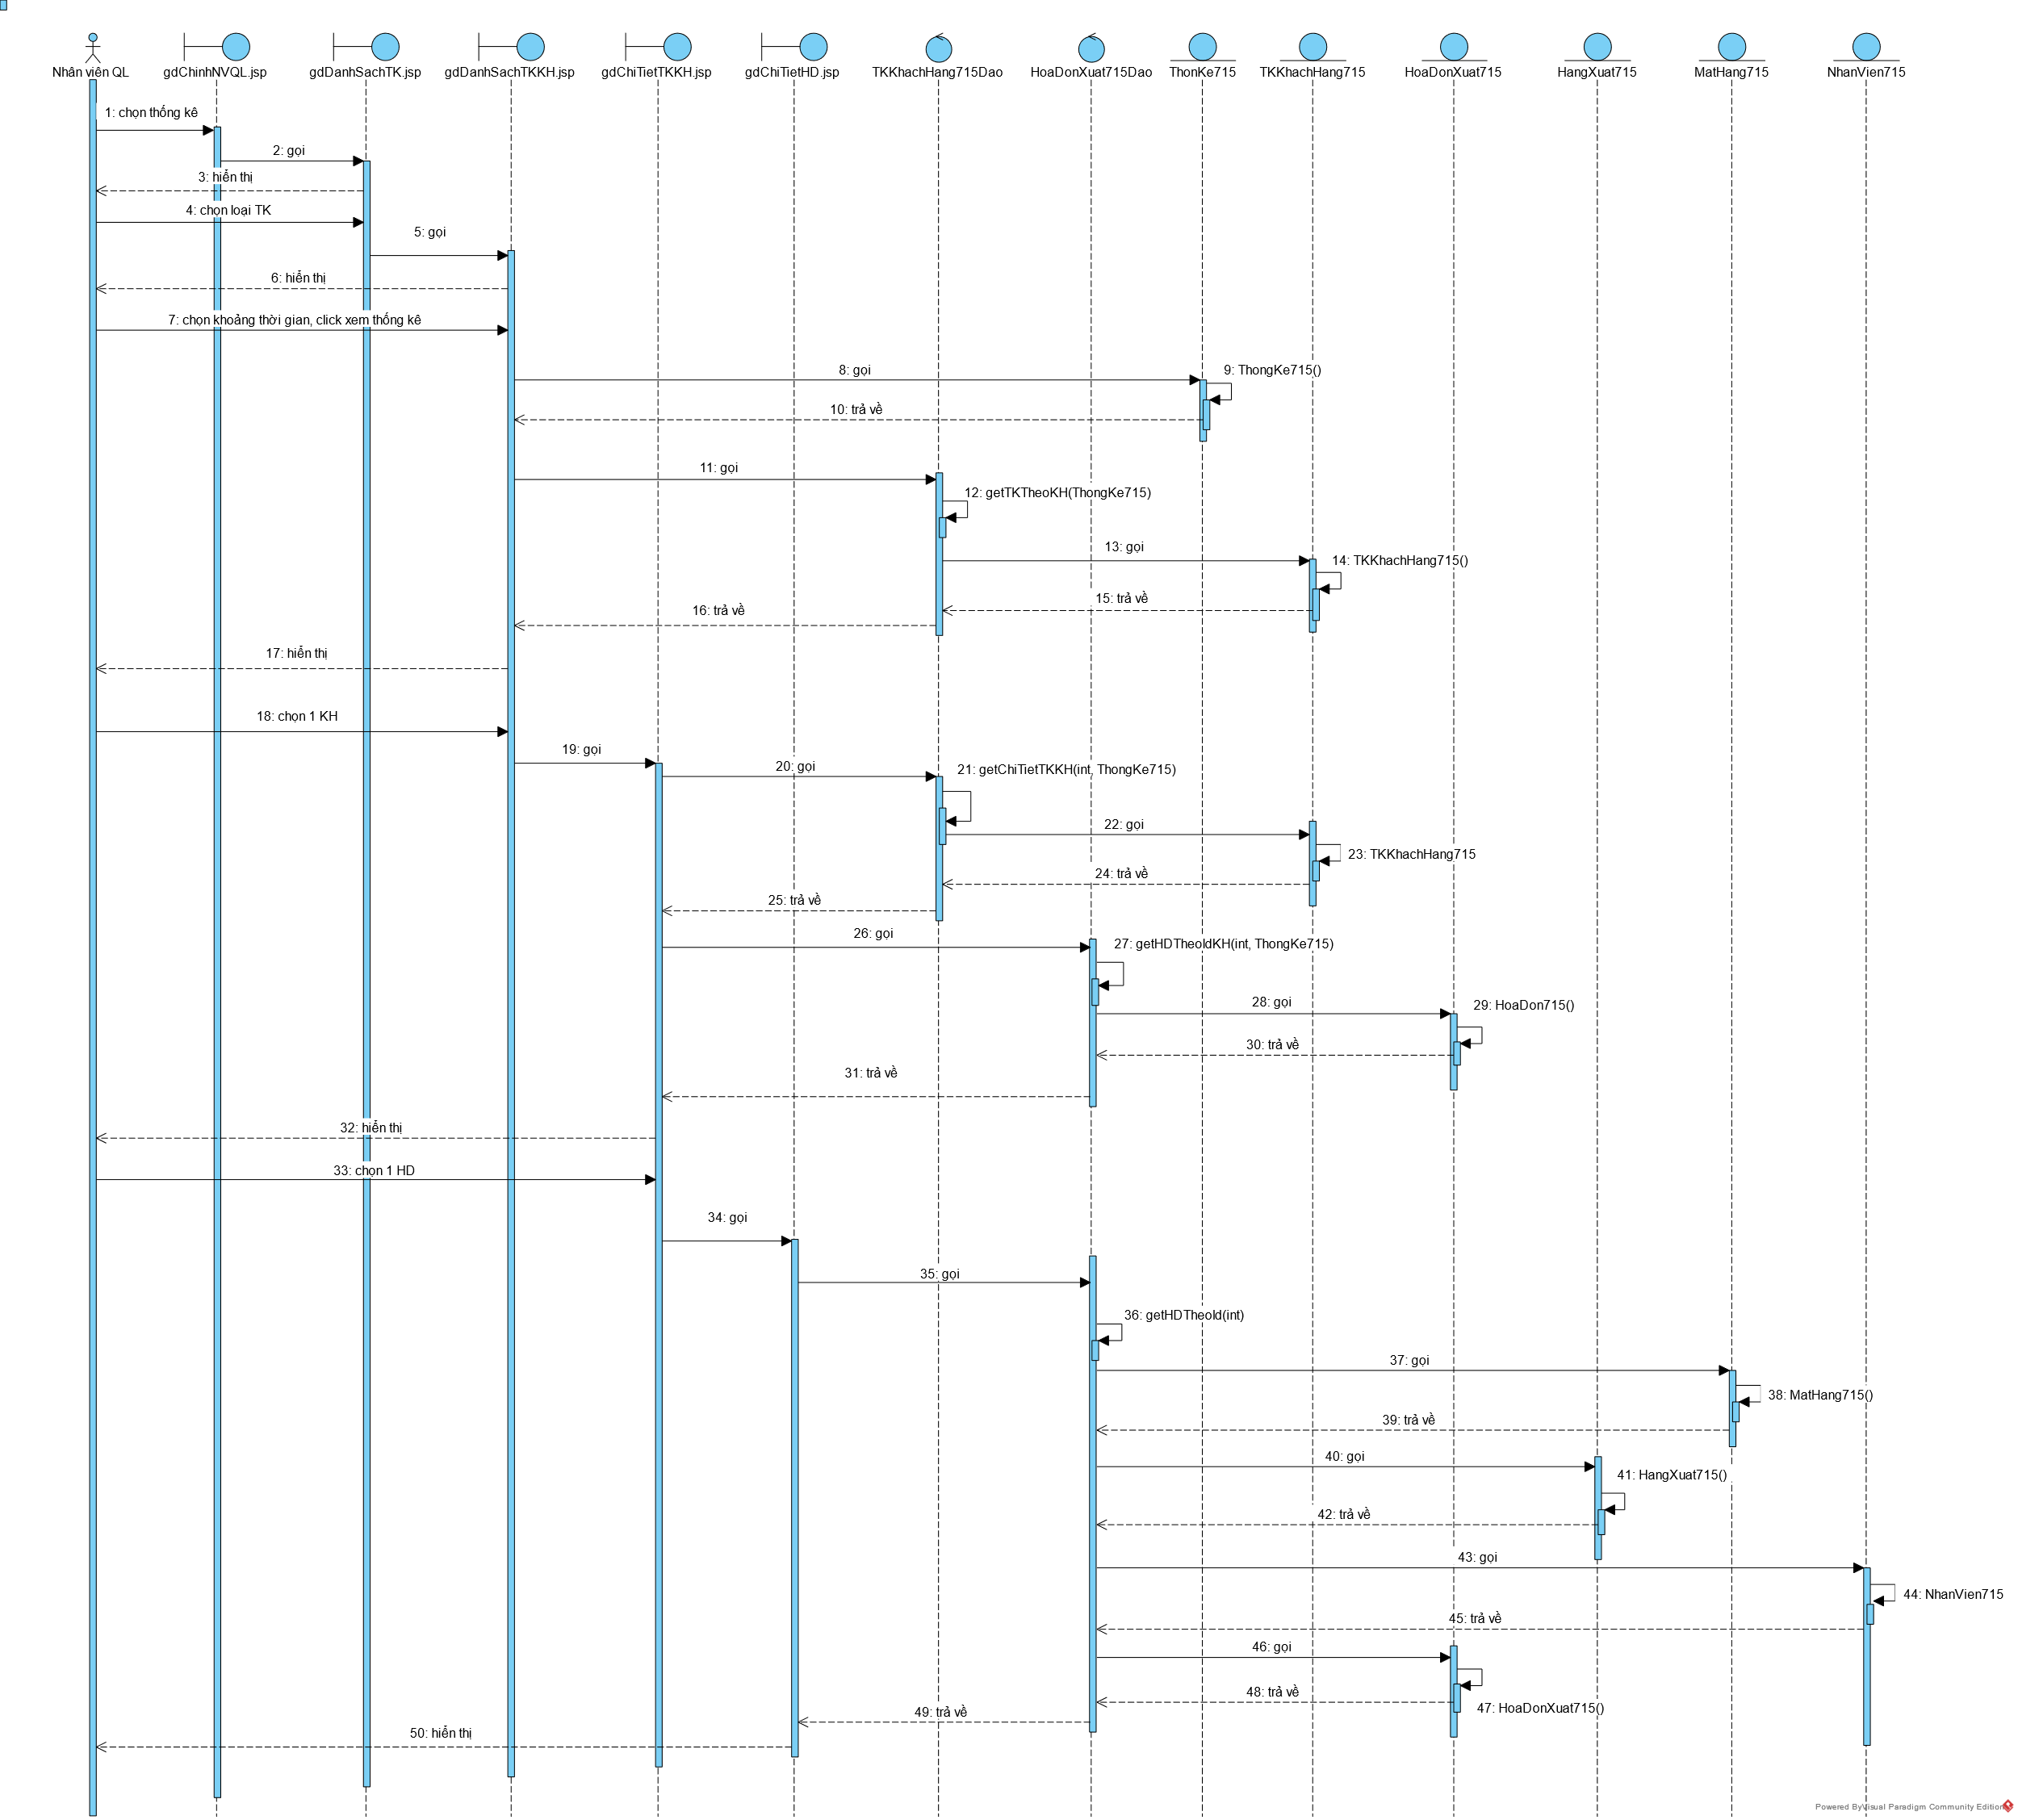 Nhân viên QL
gdChinhNVQL.jsp
gdDanhSachTK.jsp
gdDanhSachTKKH.jsp
gdChiTietTKKH.jsp
gdChiTietHD.jsp
TKKhachHang715Dao
HoaDonXuat715Dao
ThonKe715
TKKhachHang715
HoaDonXuat715
HangXuat715
MatHang715
NhanVien715
1: chọn thống kê
2: gọi
3: hiển thị
4: chọn loại TK
5: gọi
6: hiển thị
7: chọn khoảng thời gian, click xem thống kê
8: gọi
9: ThongKe715()
10: trả về
11: gọi
12: getTKTheoKH(ThongKe715)
13: gọi
14: TKKhachHang715()
15: trả về
16: trả về
17: hiển thị
18: chọn 1 KH
19: gọi
20: gọi
21: getChiTietTKKH(int, ThongKe715)
22: gọi
23: TKKhachHang715
24: trả về
25: trả về
26: gọi
27: getHDTheoIdKH(int, ThongKe715)
28: gọi
29: HoaDon715()
30: trả về
31: trả về
32: hiển thị
33: chọn 1 HD
34: gọi
35: gọi
36: getHDTheoId(int)
37: gọi
38: MatHang715()
39: trả về
40: gọi
41: HangXuat715()
42: trả về
43: gọi
44: NhanVien715
45: trả về
46: gọi
47: HoaDonXuat715()
48: trả về
49: trả về
50: hiển thị
Powered By Visual Paradigm Community Edition